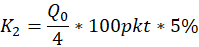 K₂ = Q₀/4 * 100pkt * 5%